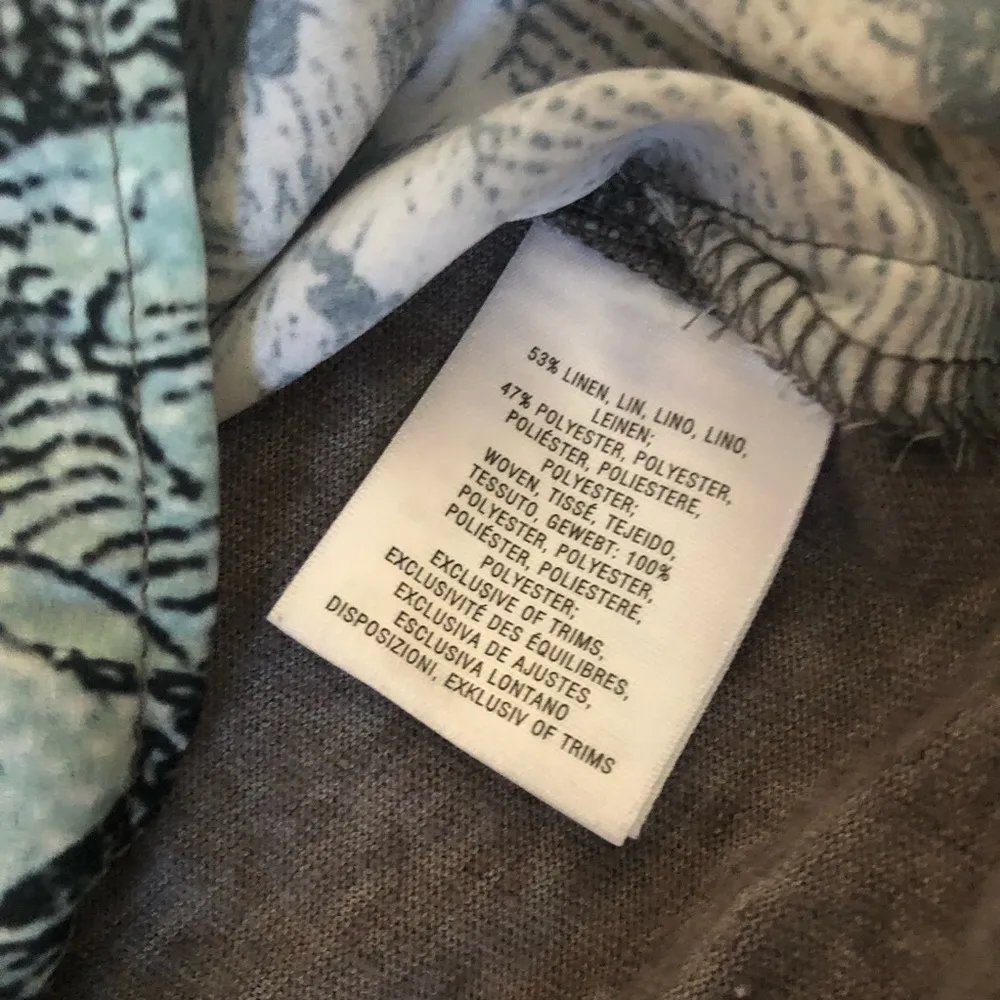 53% LINEN, LIN, LINO, LINO,
LEINEN;
47% POLYESTER, POLYESTER,
POLIÉSTER, POLIESTERE,
POLYESTER;
WOVEN, TISSÉ, TEJEIDO,
TESSUTO, GEWEBT: 100%
POLYESTER, POLYESTER,
POLIÉSTER, POLIESTERE,
POLYESTER;
EXCLUSIVE OF TRIMS,
EXCLUSIVITÉ DES ÉQUILIBRES,
EXCLUSIVA DE AJUSTES,
ESCLUSIVA LONTANO
DISPOSIZIONI, EXKLUSIV OF TRIMS